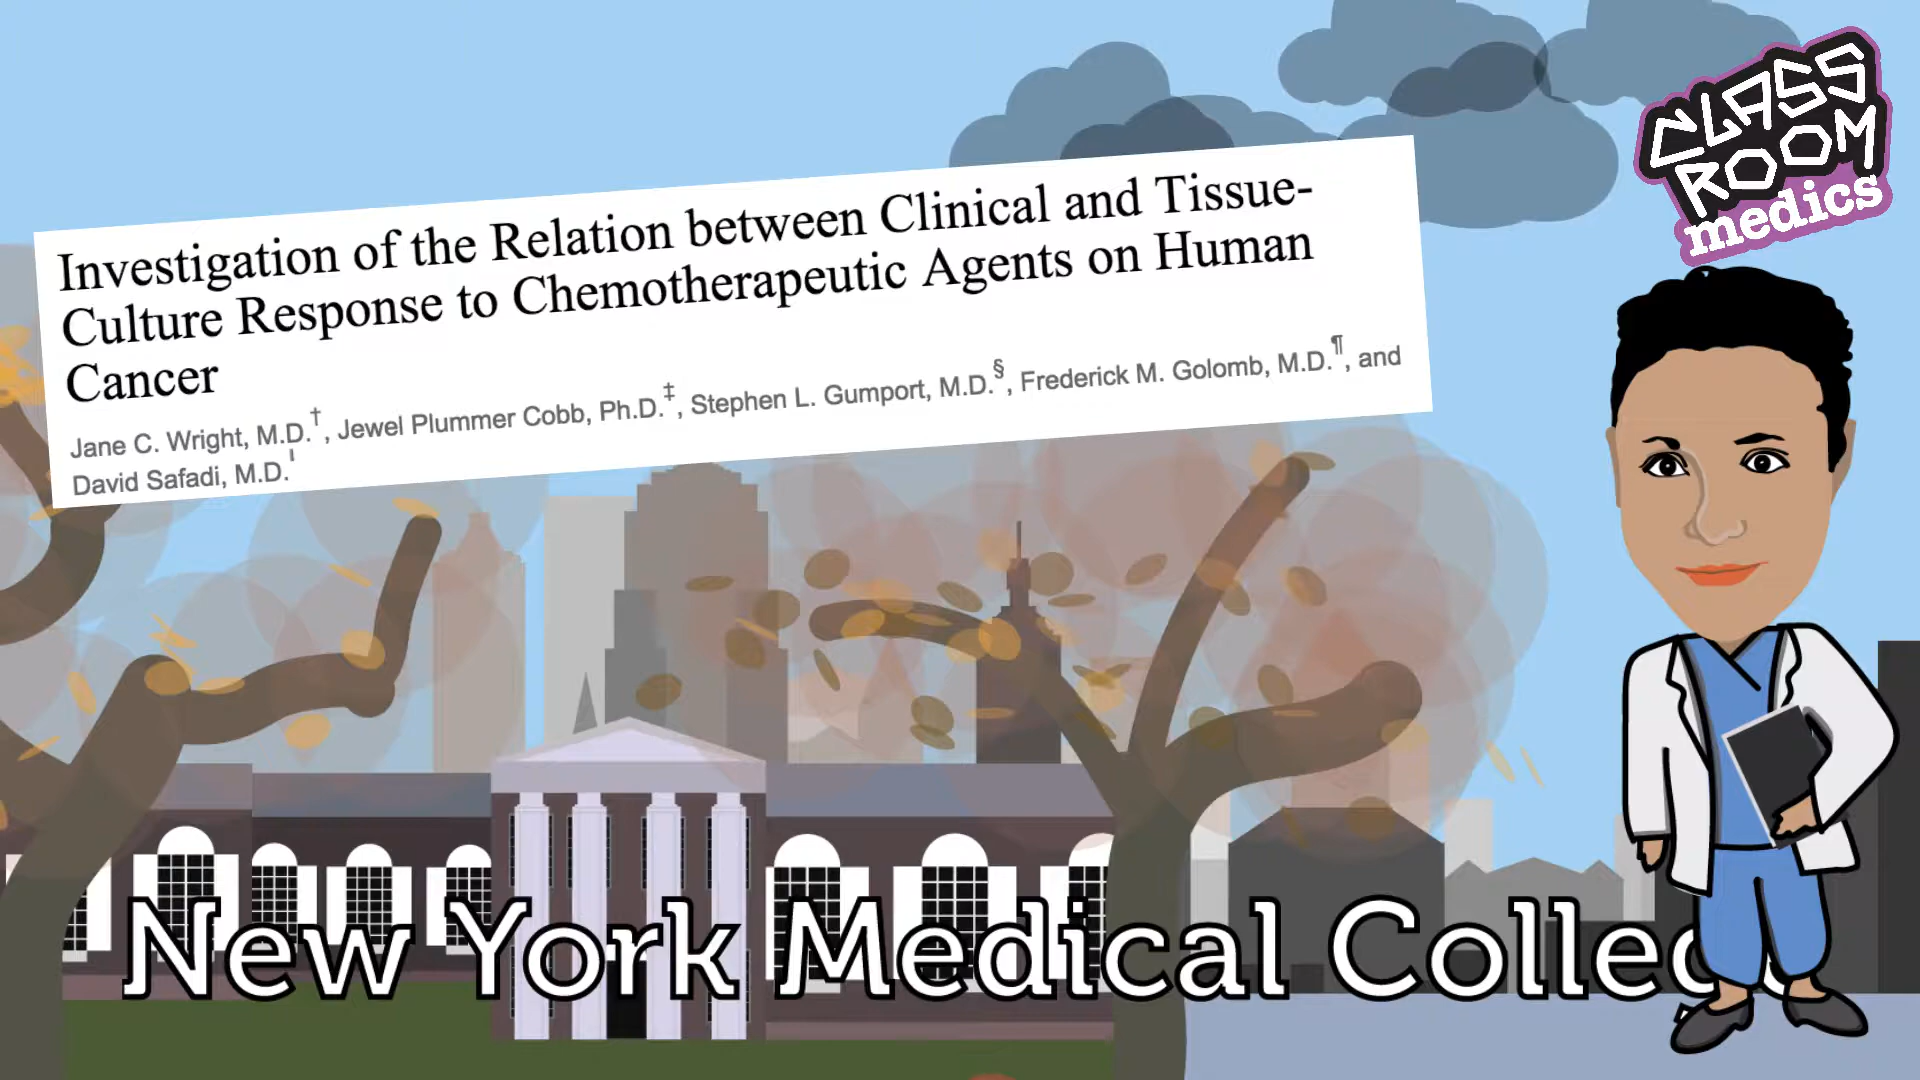 CLASS
ROOM
medics
Investigation of the Relation between Clinical and Tissue-
Culture Response to Chemotherapeutic Agents on Human
Cancer
Jane C. Wright, M.D.†, Jewel Plummer Cobb, Ph.D.‡, Stephen L. Gumport, M.D.§, Frederick M. Golomb, M.D.¶, and
David Safadi, M.D.
New York Medical Colleg